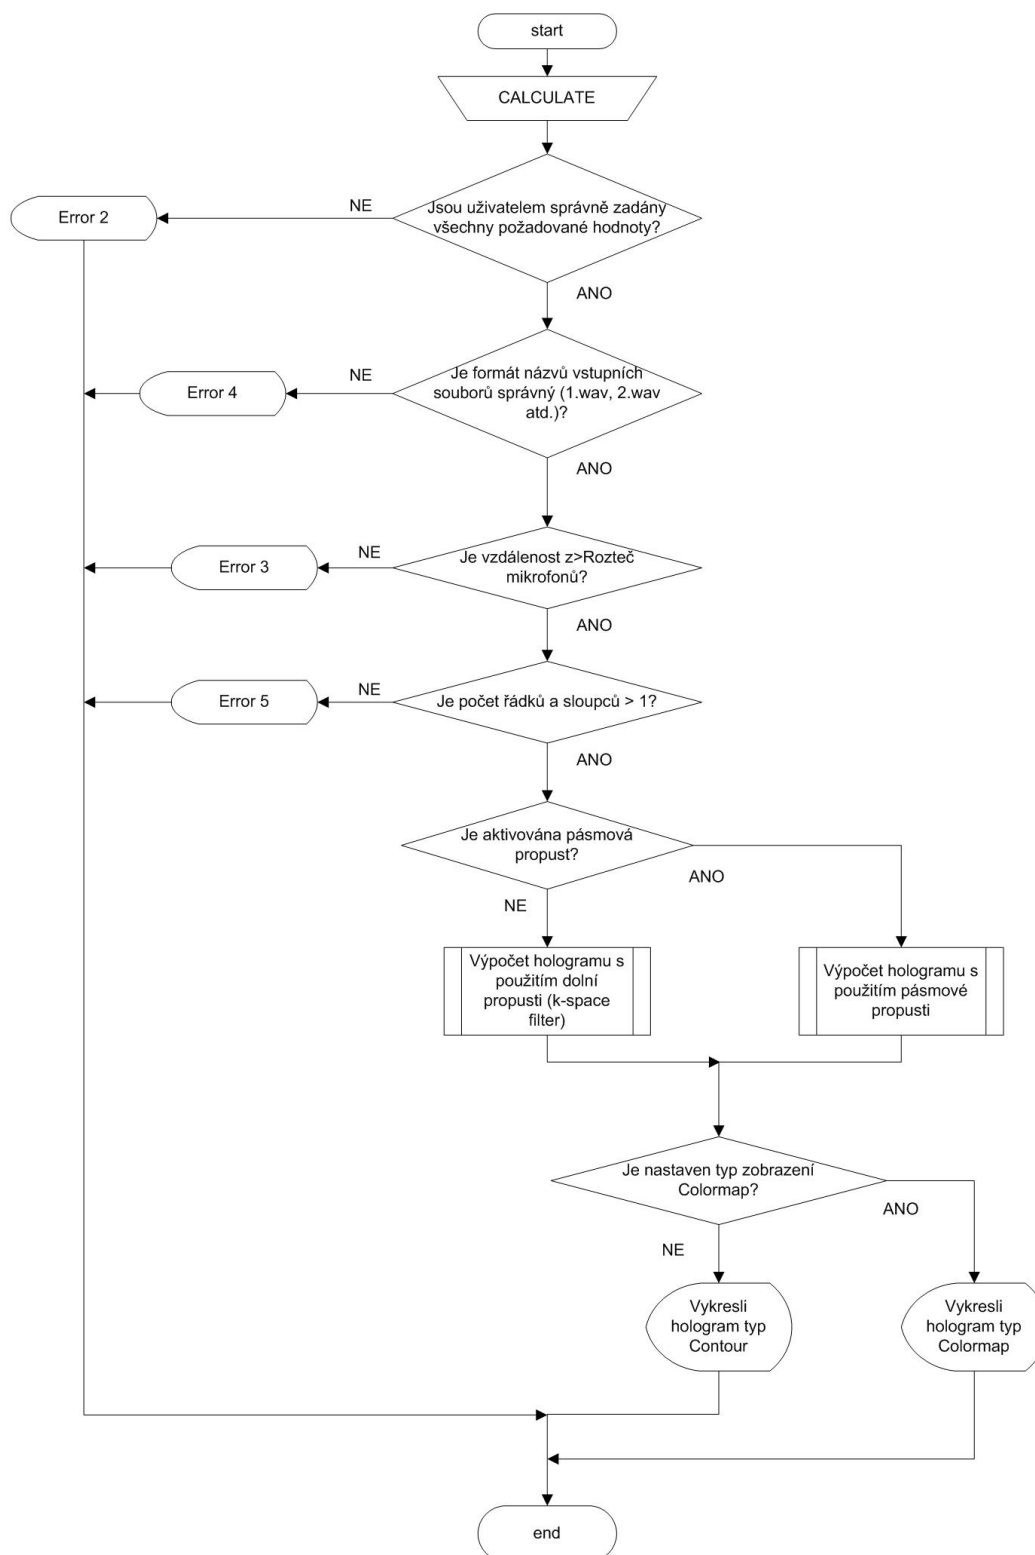 start
CALCULATE
Jsou uživatelem správně zadány
všechny požadované hodnoty?
NE
Error 2
ANO
Je formát názvů vstupních
souborů správný (1.wav, 2.wav
atd.)?
NE
Error 4
ANO
Je vzdálenost z>Rozteč
mikrofonů?
NE
Error 3
ANO
Je počet řádků a sloupců > 1?
NE
Error 5
ANO
Je aktivována pásmová
propust?
ANO
NE
Výpočet hologramu s
použitím dolní
propusti (k-space
filter)
Výpočet hologramu s
použitím pásmové
propusti
Je nastaven typ zobrazení
Colormap?
ANO
NE
Vykresli
hologram typ
Contour
Vykresli
hologram typ
Colormap
end